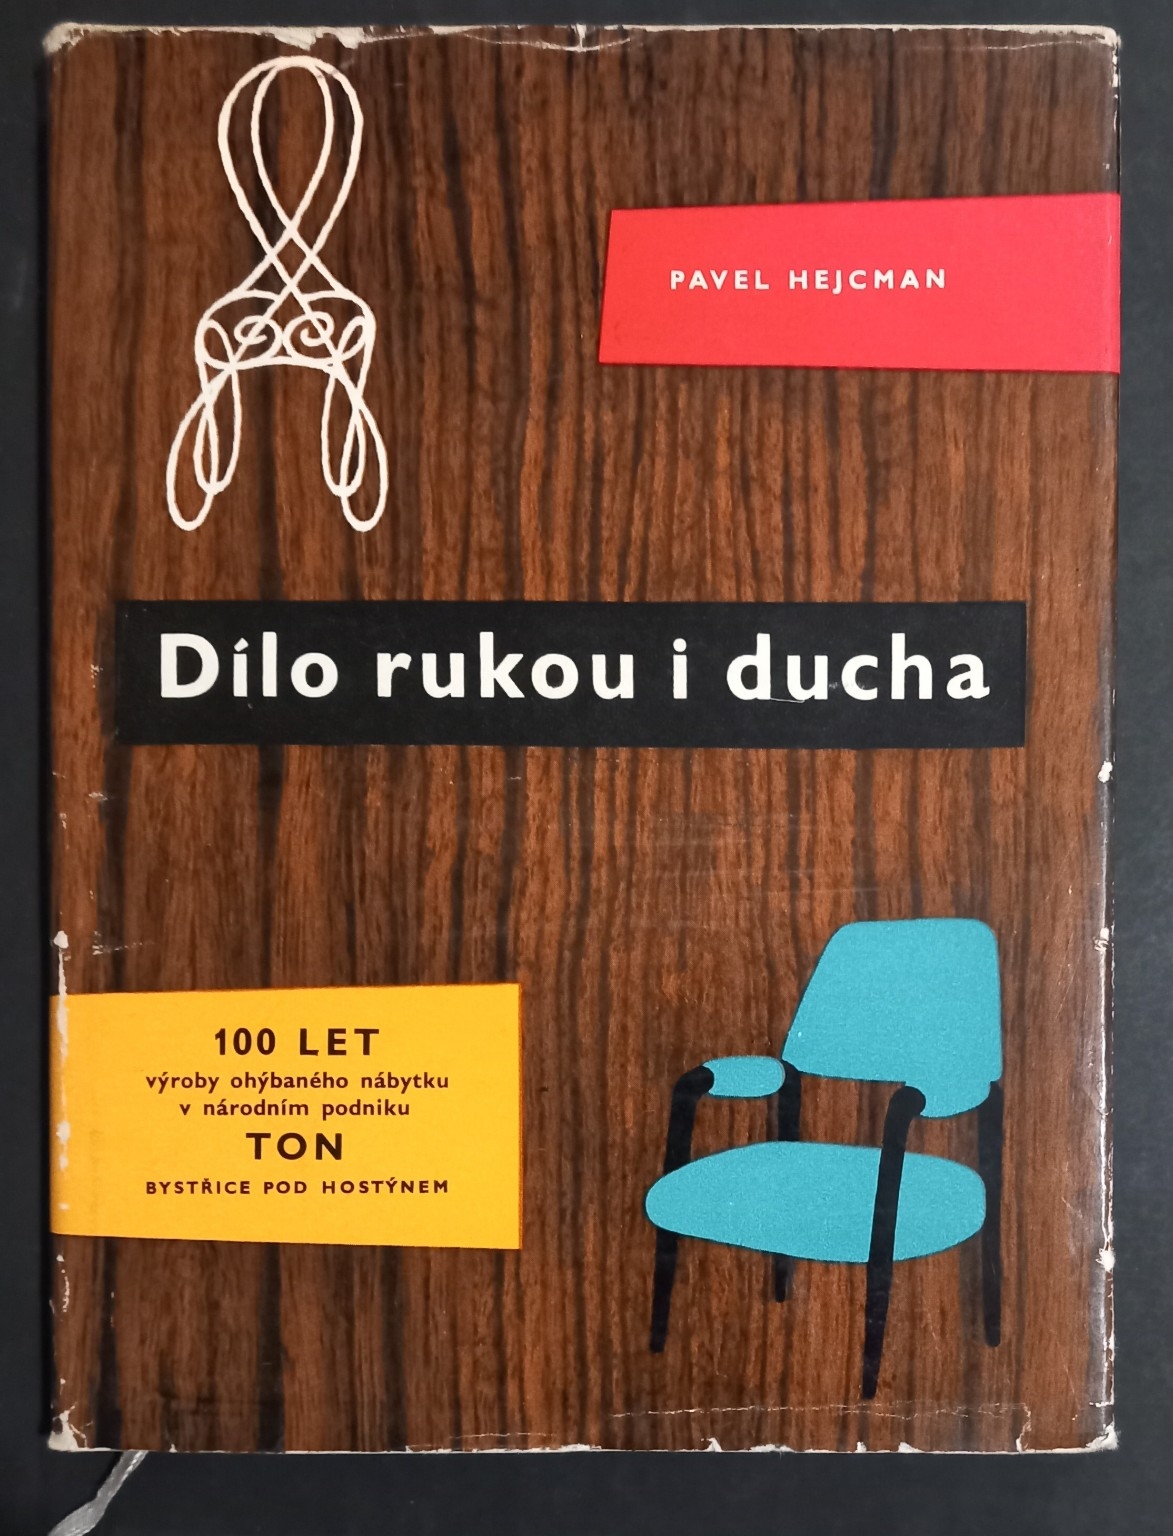 PAVEL HEJCMAN
Dílo rukou i ducha
100 LET
výroby ohýbaného nábytku
v národním podniku
TON
BYSTŘICE POD HOSTÝNEM